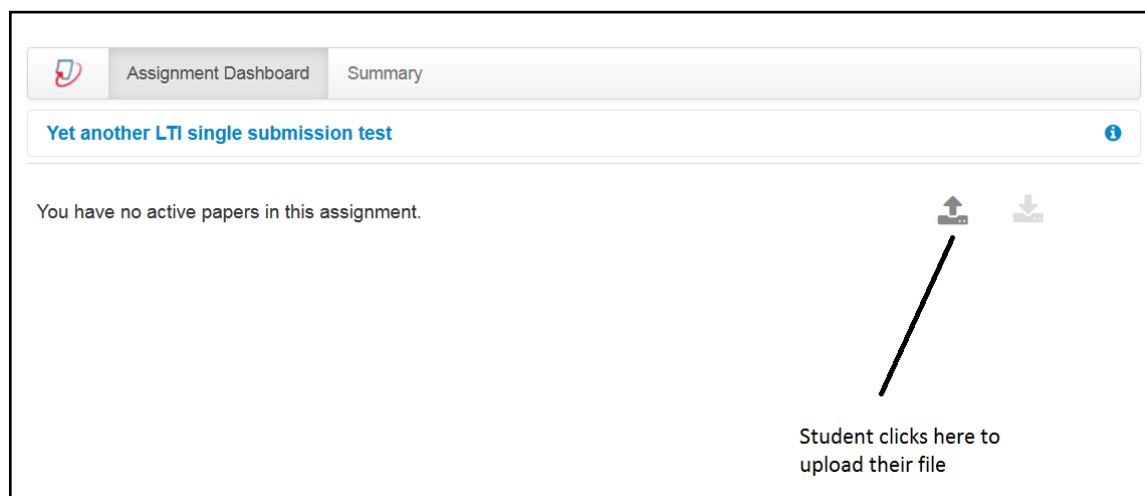 Assignment Dashboard Summary
Yet another LTI single submission test
You have no active papers in this assignment.
Student clicks here to
upload their file